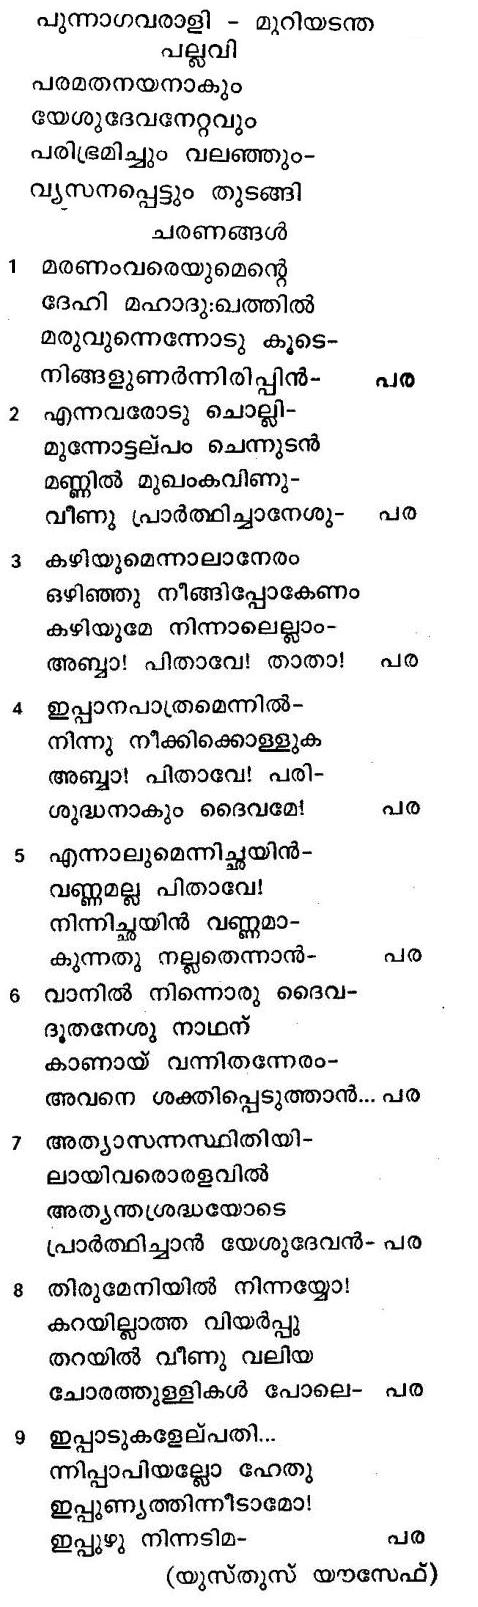 പുന്നാഗവരാളി - മുറിയടന്ത
പല്ലവി
പരമതനയനാകും
യേശുദേവനേറ്റവും
പരിഭ്രമിച്ചും വലഞ്ഞും-
വ്യസനപ്പെട്ടും തുടങ്ങി
ചരണങ്ങൾ
1 മരണംവരെയുമെന്റെ
ദേഹി മഹാദുഃഖത്തിൽ
മരുവുന്നെന്നോടു കൂടെ-
നിങ്ങളുണർന്നിരിപ്പിൻ- പര
2 എന്നവരോടു ചൊല്ലി-
മുന്നോട്ടല്പം ചെന്നുടൻ
മണ്ണിൽ മുഖംകവിണു-
വീണു പ്രാർത്ഥിച്ചാനേശു- പര
3 കഴിയുമെന്നാലാനേരം
ഒഴിഞ്ഞു നീങ്ങിപ്പോകേണം
കഴിയുമേ നിന്നാലെല്ലാം-
അബ്ബാ! പിതാവേ! താതാ! പര
4 ഇപ്പാനപാത്രമെന്നിൽ-
നിന്നു നീക്കിക്കൊള്ളുക
അബ്ബാ! പിതാവേ! പരി-
ശുദ്ധനാകും ദൈവമേ! പര
5 എന്നാലുമെന്നിച്ഛയിൻ-
വണ്ണമല്ല പിതാവേ!
നിന്നിച്ഛയിൻ വണ്ണമാ-
കുന്നതു നല്ലതെന്നാൻ- പര
6 വാനിൽ നിന്നൊരു ദൈവ-
ദൂതനേശു നാഥന്
കാണായ് വന്നിതന്നേരം-
അവനെ ശക്തിപ്പെടുത്താൻ... പര
7 അത്യാസന്നസ്ഥിതിയി-
ലായിവരൊരളവിൽ
അത്യന്തശ്രദ്ധയോടെ
പ്രാർത്ഥിച്ചാൻ യേശുദേവൻ- പര
8 തിരുമേനിയിൽ നിന്നയ്യോ!
കറയില്ലാത്ത വിയർപ്പു
തറയിൽ വീണു വലിയ
ചോരത്തുള്ളികൾ പോലെ- പര
9 ഇപ്പാടുകളേല്പതി...
ന്നിപ്പാപിയല്ലോ ഹേതു
ഇപ്പുണ്യത്തിന്നീടാമോ!
ഇപ്പുഴു നിന്നടിമ- പര
(യുസ്തുസ് യൗസേഫ്)